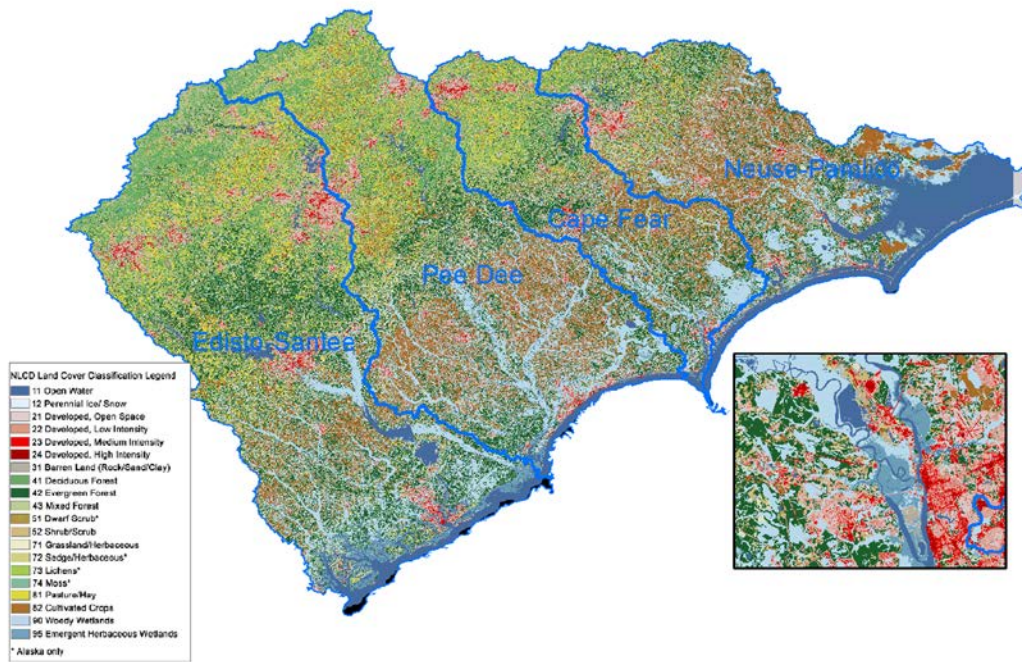 Neuse-Pamlico
Cape Fear
Pee Dee
Edisto-Santee
NLCD Land Cover Classification Legend
11 Open Water
12 Perennial Ice/ Snow
21 Developed, Open Space
22 Developed, Low Intensity
23 Developed, Medium Intensity
24 Developed, High Intensity
31 Barren Land (Rock/Sand/Clay)
41 Deciduous Forest
42 Evergreen Forest
43 Mixed Forest
51 Dwarf Scrub*
52 Shrub/Scrub
71 Grassland/Herbaceous
72 Sedge/Herbaceous*
73 Lichens*
74 Moss*
81 Pasture/Hay
82 Cultivated Crops
90 Woody Wetlands
95 Emergent Herbaceous Wetlands
* Alaska only